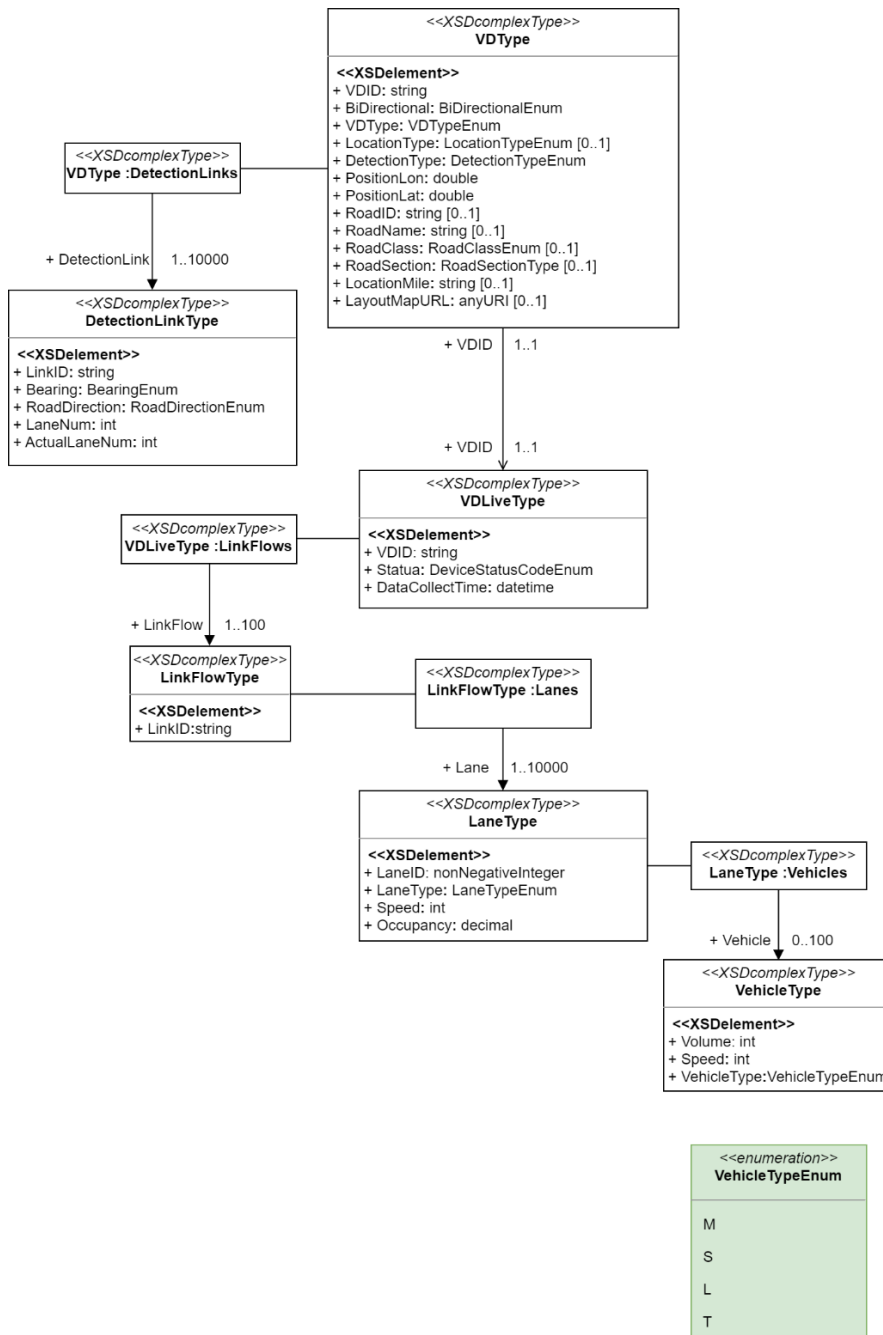 <<XSDcomplexType>>
VDType
<<XSDelement>>
+ VDID: string
+ BiDirectional: BiDirectionalEnum
+ VDType: VDTypeEnum
+ LocationType: LocationTypeEnum [0..1]
+ DetectionType: DetectionTypeEnum
+ PositionLon: double
+ PositionLat: double
+ RoadID: string [0..1]
+ RoadName: string [0..1]
+ RoadClass: RoadClassEnum [0..1]
+ RoadSection: RoadSectionType [0..1]
+ LocationMile: string [0..1]
+ LayoutMapURL: anyURI [0..1]
<<XSDcomplexType>>
VDType :DetectionLinks
+ DetectionLink 1..10000
<<XSDcomplexType>>
DetectionLinkType
<<XSDelement>>
+ LinkID: string
+ Bearing: BearingEnum
+ RoadDirection: RoadDirectionEnum
+ LaneNum: int
+ ActualLaneNum: int
+ VDID 1..1
+ VDID 1..1
<<XSDcomplexType>>
VDLiveType
<<XSDelement>>
+ VDID: string
+ Statua: DeviceStatusCodeEnum
+ DataCollectTime: datetime
<<XSDcomplexType>>
VDLiveType :LinkFlows
+ LinkFlow 1..100
<<XSDcomplexType>>
LinkFlowType
<<XSDelement>>
+ LinkID:string
<<XSDcomplexType>>
LinkFlowType :Lanes
+ Lane 1..10000
<<XSDcomplexType>>
LaneType
<<XSDelement>>
+ LaneID: nonNegativeInteger
+ LaneType: LaneTypeEnum
+ Speed: int
+ Occupancy: decimal
<<XSDcomplexType>>
LaneType :Vehicles
+ Vehicle 0..100
<<XSDcomplexType>>
VehicleType
<<XSDelement>>
+ Volume: int
+ Speed: int
+ VehicleType:VehicleTypeEnum
<<enumeration>>
VehicleTypeEnum
M
S
L
T